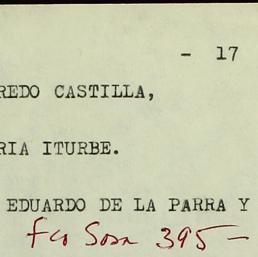 - 17
REDO CASTILLA,
RIA ITURBE.
EDUARDO DE LA PARRA Y
fco Sosa 395-